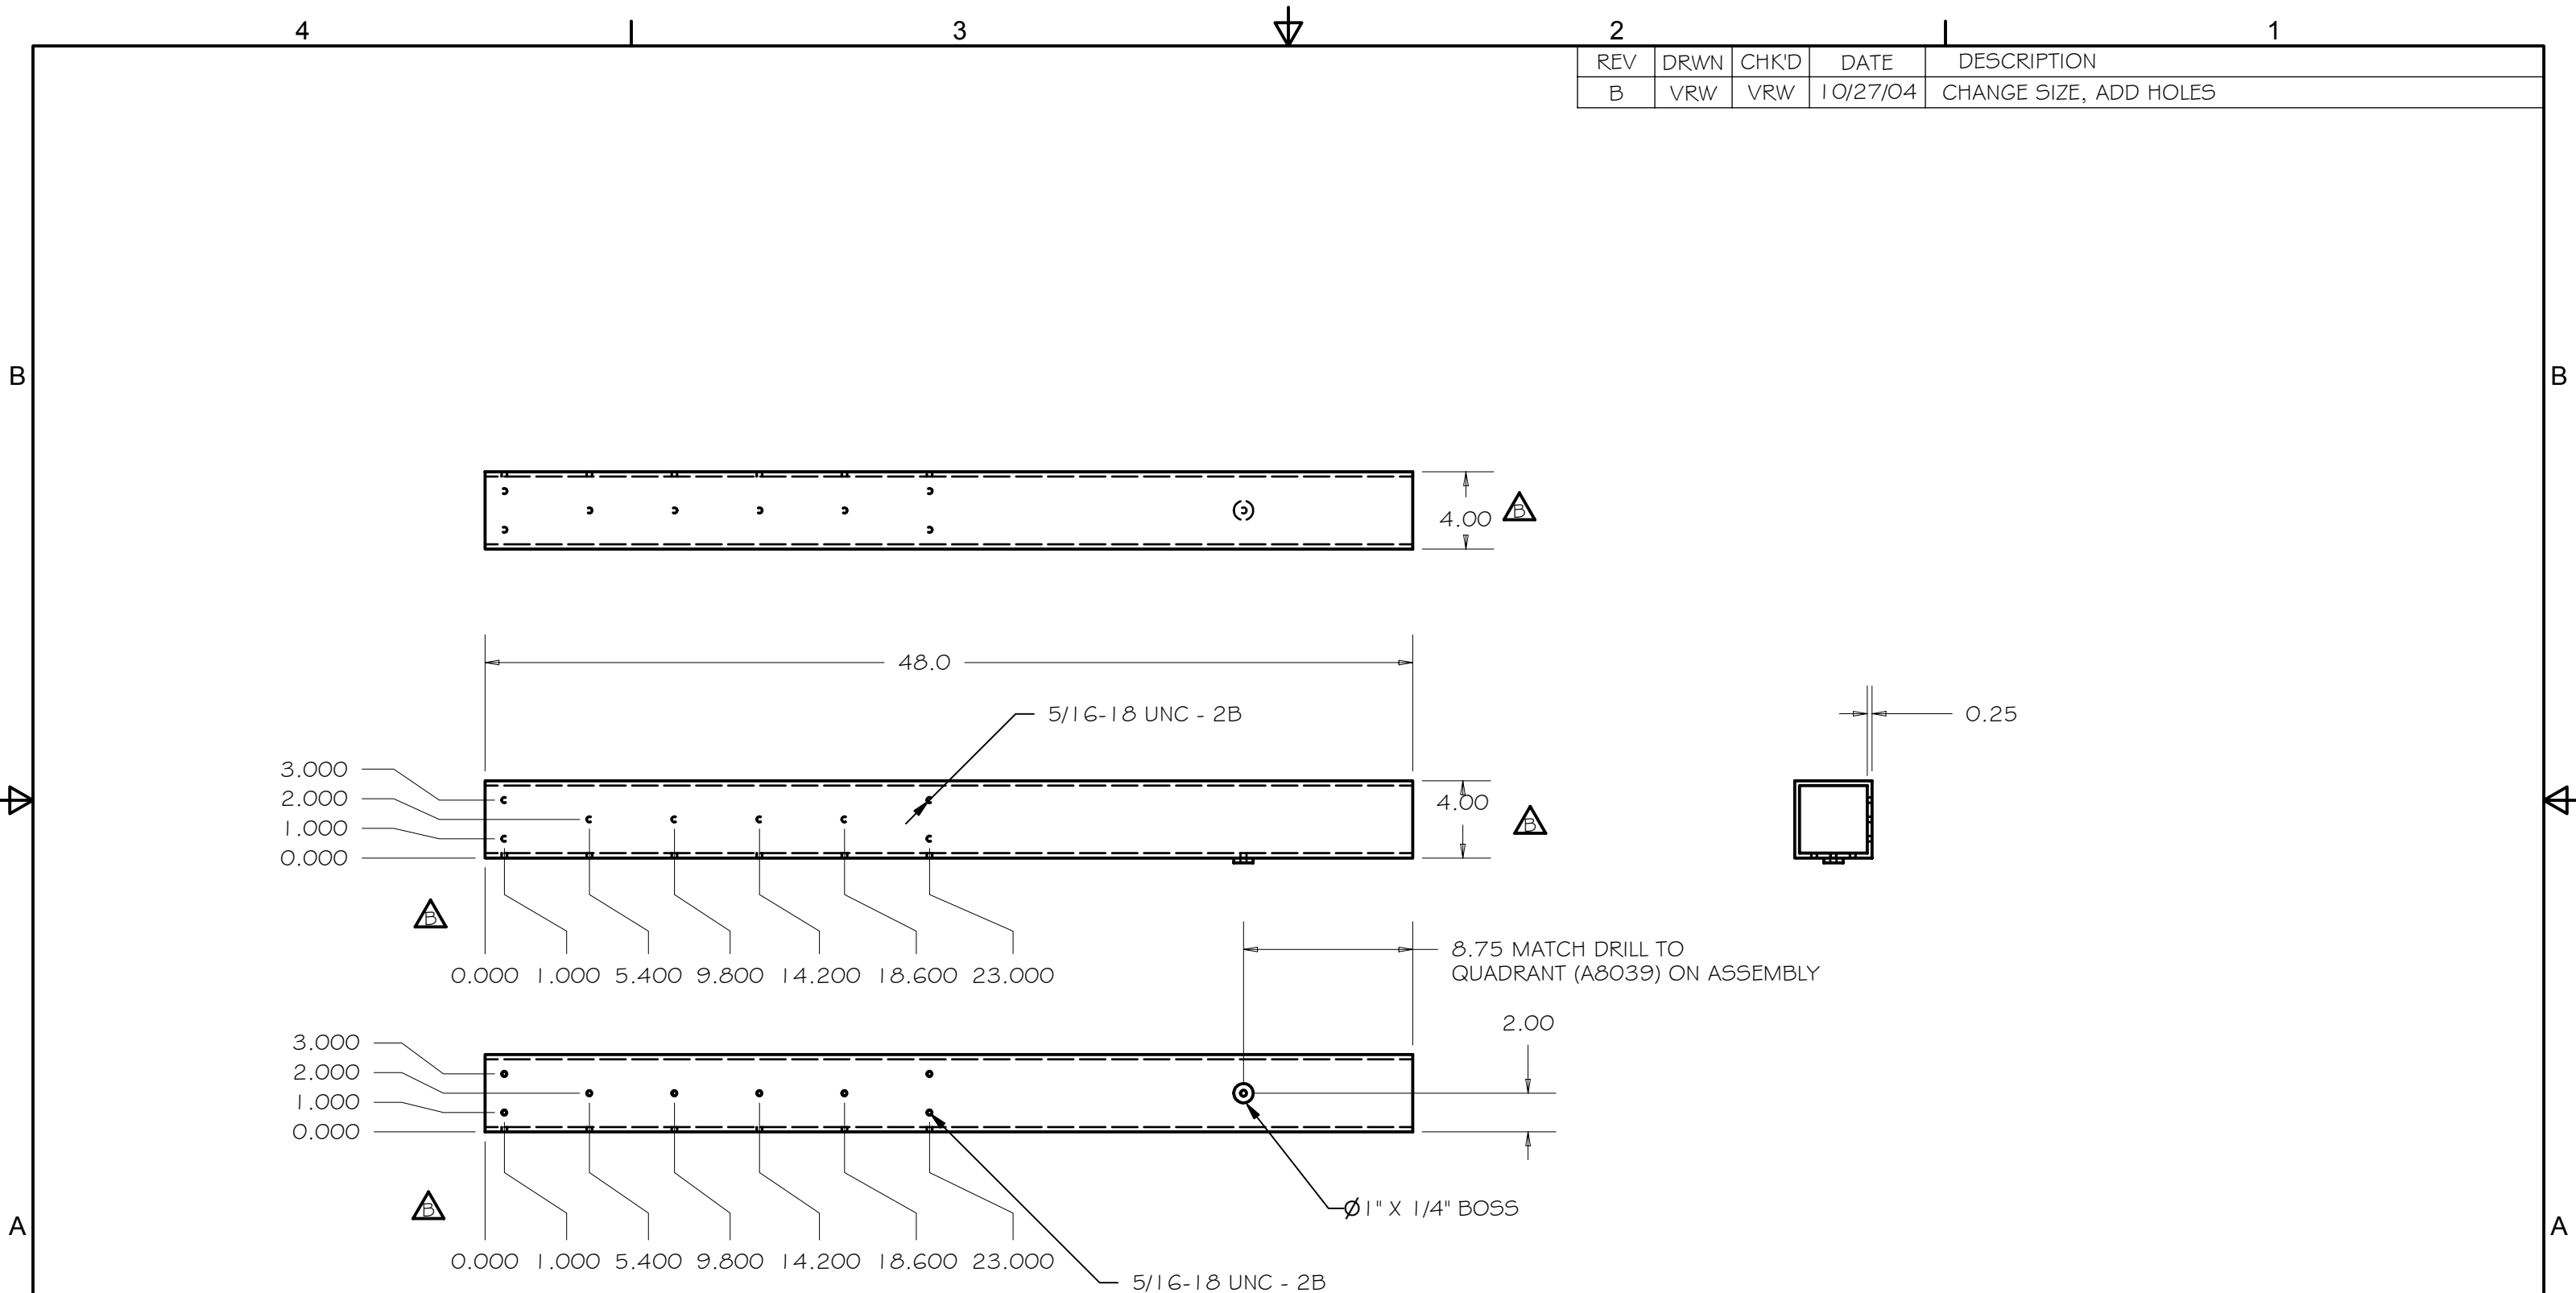 4 3 2 1
REV DRWN CHK'D DATE DESCRIPTION
B VRW VRW 10/27/04 CHANGE SIZE, ADD HOLES
B B
4.00 B
48.0
5/16-18 UNC - 2B
0.25
3.000
2.000
1.000
0.000
4.00 B
B
0.000 1.000 5.400 9.800 14.200 18.600 23.000
8.75 MATCH DRILL TO
QUADRANT (A8039) ON ASSEMBLY
2.00
3.000
2.000
1.000
0.000
B
Ø1" X 1/4" BOSS
A A
0.000 1.000 5.400 9.800 14.200 18.600 23.000
5/16-18 UNC - 2B